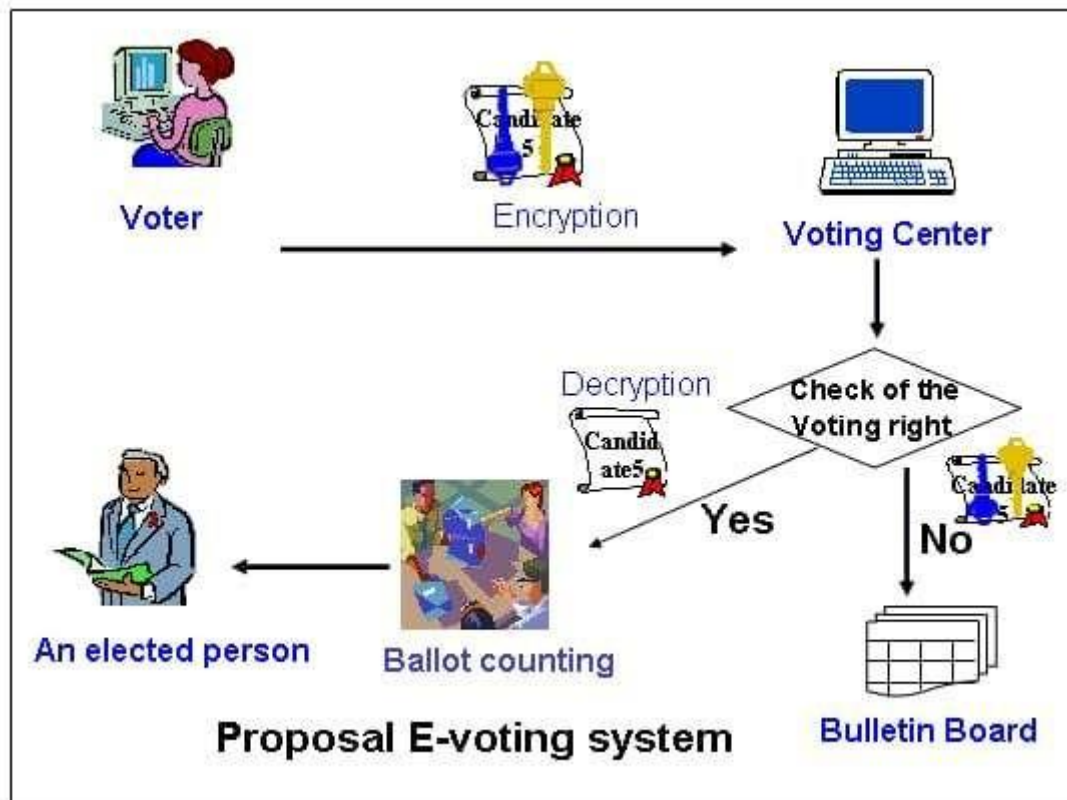 Candidate
5
Encryption
Voter
Voting Center
Decryption
Candid
ate5
Check of the
Voting right
Yes
No
Candidate
5
An elected person
Ballot counting
Bulletin Board
Proposal E-voting system